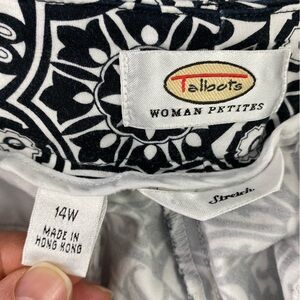 Talbots
WOMAN PETITES
Stretch
14W
MADE IN
HONG KONG